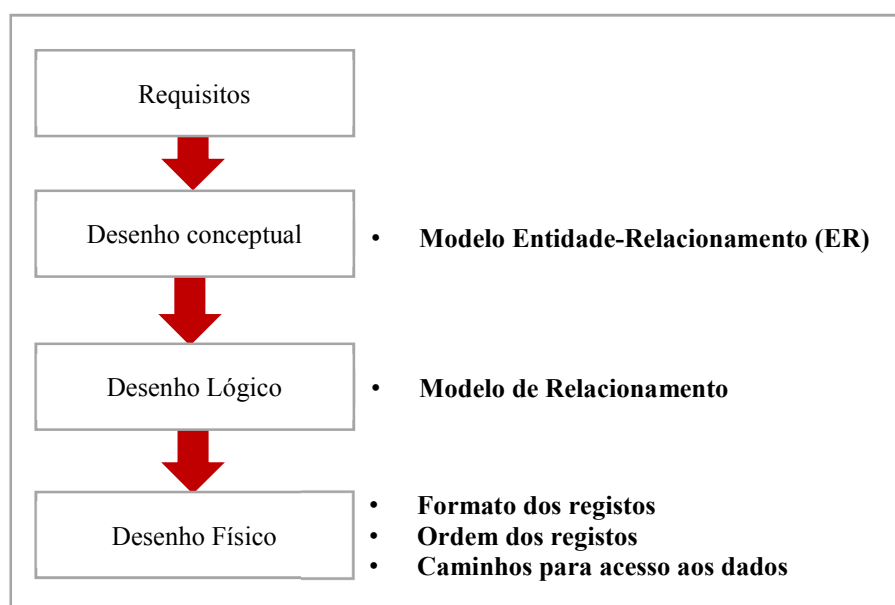 Requisitos
Desenho conceptual
• Modelo Entidade-Relacionamento (ER)
Desenho Lógico
• Modelo de Relacionamento
Desenho Físico
• Formato dos registos
• Ordem dos registos
• Caminhos para acesso aos dados